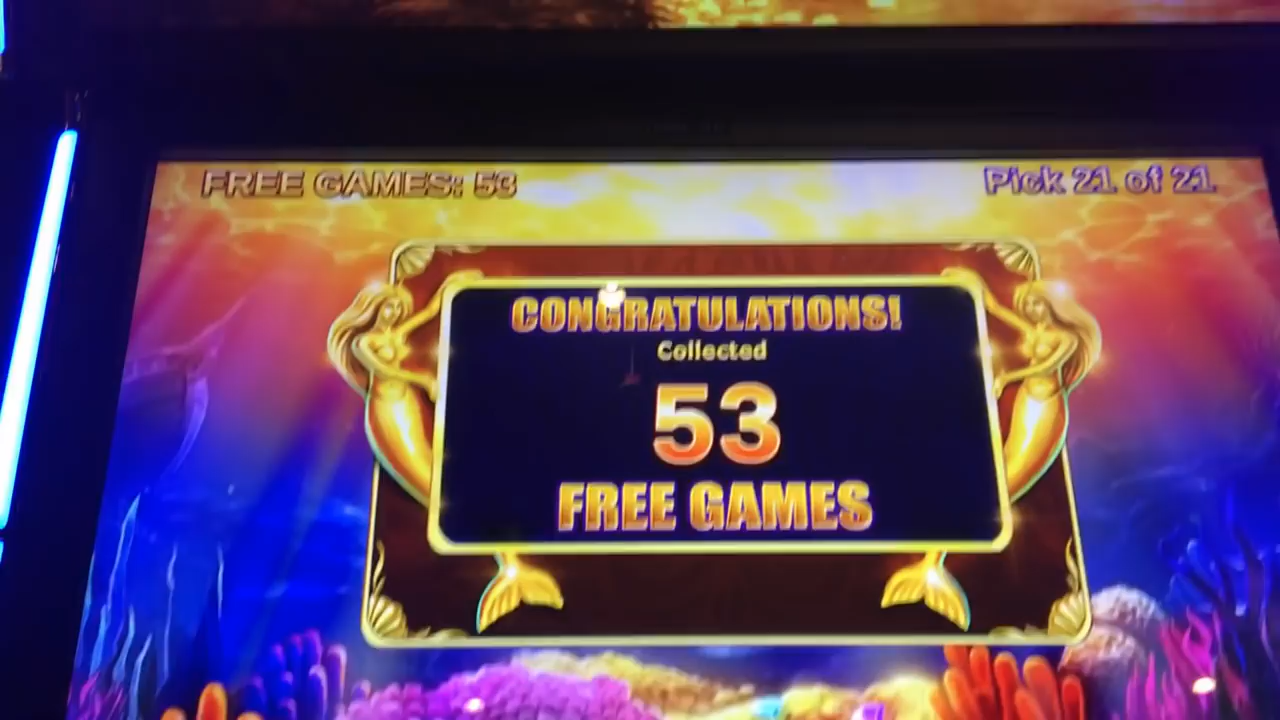 FREE GAMES: 53
Pick 21 of 21
CONGRATULATIONS!
Collected
53
FREE GAMES